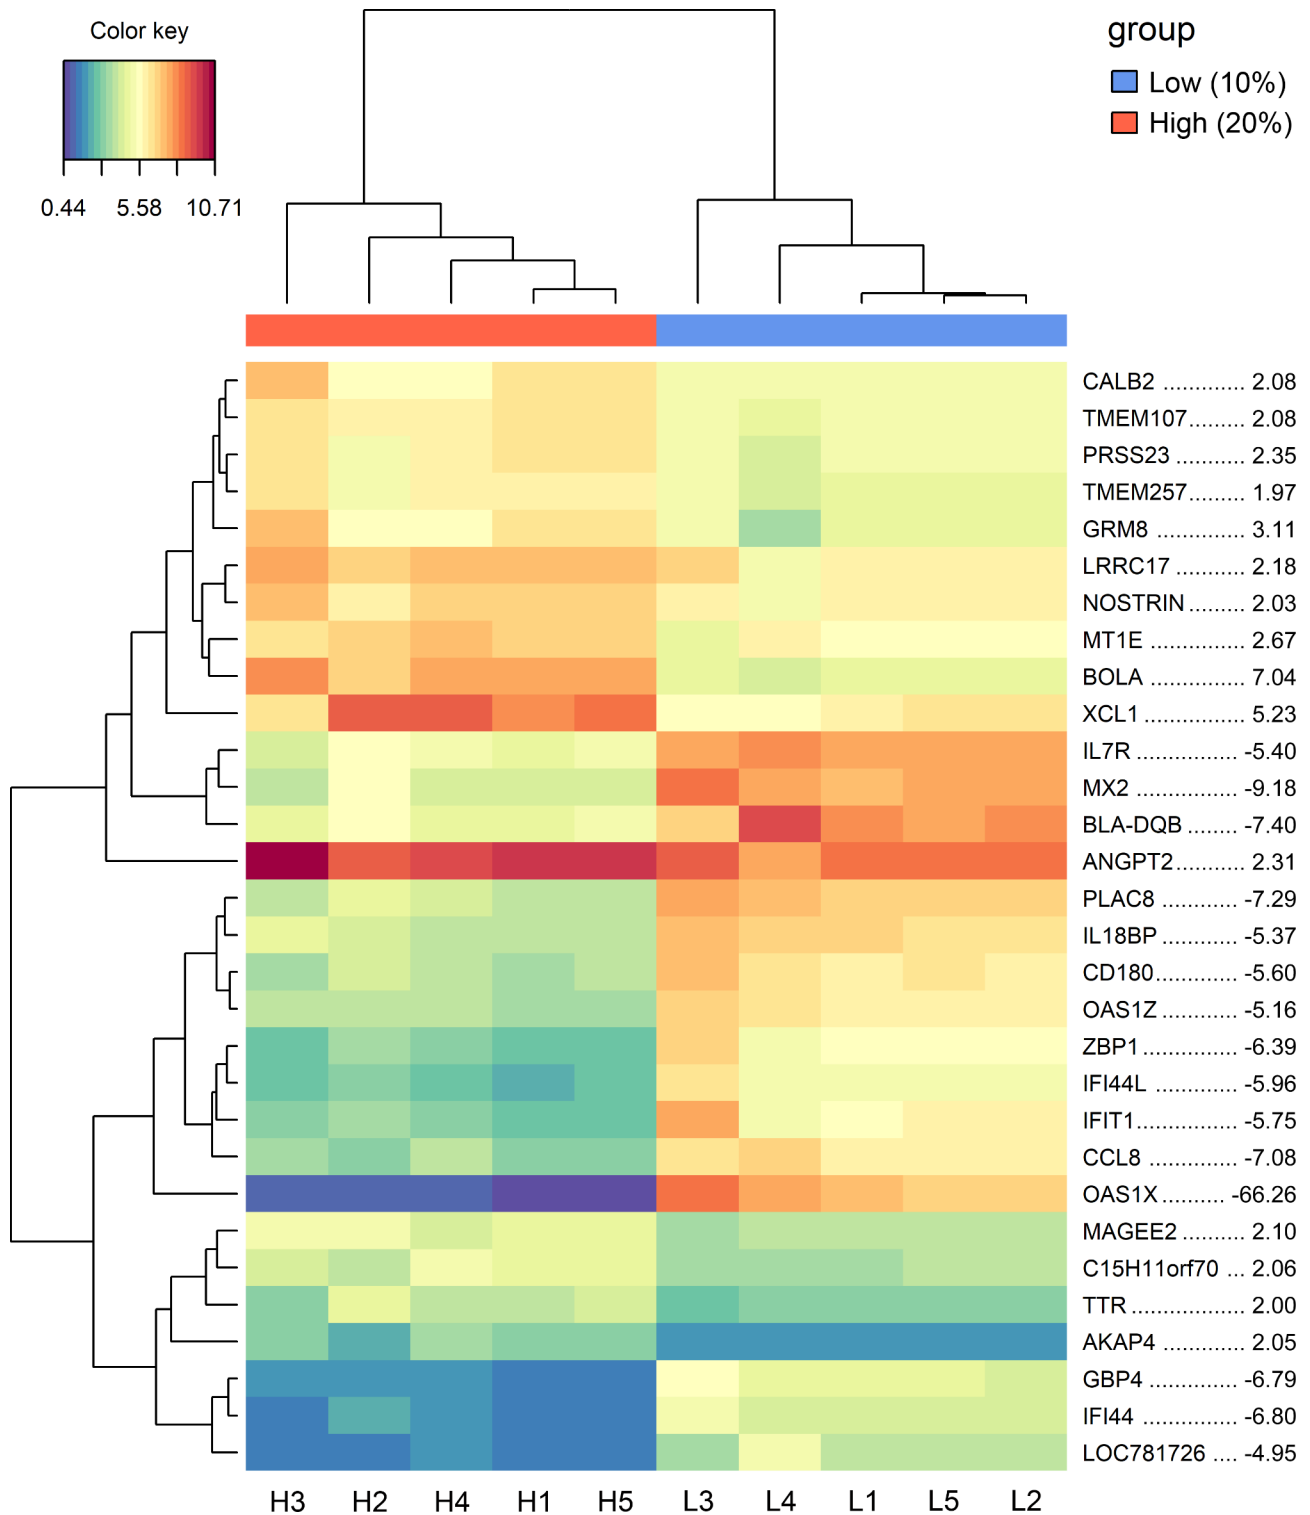 Color key
0.44 5.58 10.71
group
Low (10%)
High (20%)
CALB2 ............. 2.08
TMEM107......... 2.08
PRSS23 ........... 2.35
TMEM257......... 1.97
GRM8 .............. 3.11
LRRC17 ........... 2.18
NOSTRIN ......... 2.03
MT1E ............... 2.67
BOLA ............... 7.04
XCL1 ................ 5.23
IL7R ................. -5.40
MX2 ................. -9.18
BLA-DQB ......... -7.40
ANGPT2............ 2.31
PLAC8 ............. -7.29
IL18BP ............. -5.37
CD180.............. -5.60
OAS1Z ............. -5.16
ZBP1 ................ -6.39
IFI44L .............. -5.96
IFIT1................. -5.75
CCL8 ............... -7.08
OAS1X .......... -66.26
MAGEE2 .......... 2.10
C15H11orf70 ... 2.06
TTR .................. 2.00
AKAP4 ............. 2.05
GBP4 ............... -6.79
IFI44 ................ -6.80
LOC781726 .... -4.95
H3 H2 H4 H1 H5 L3 L4 L1 L5 L2